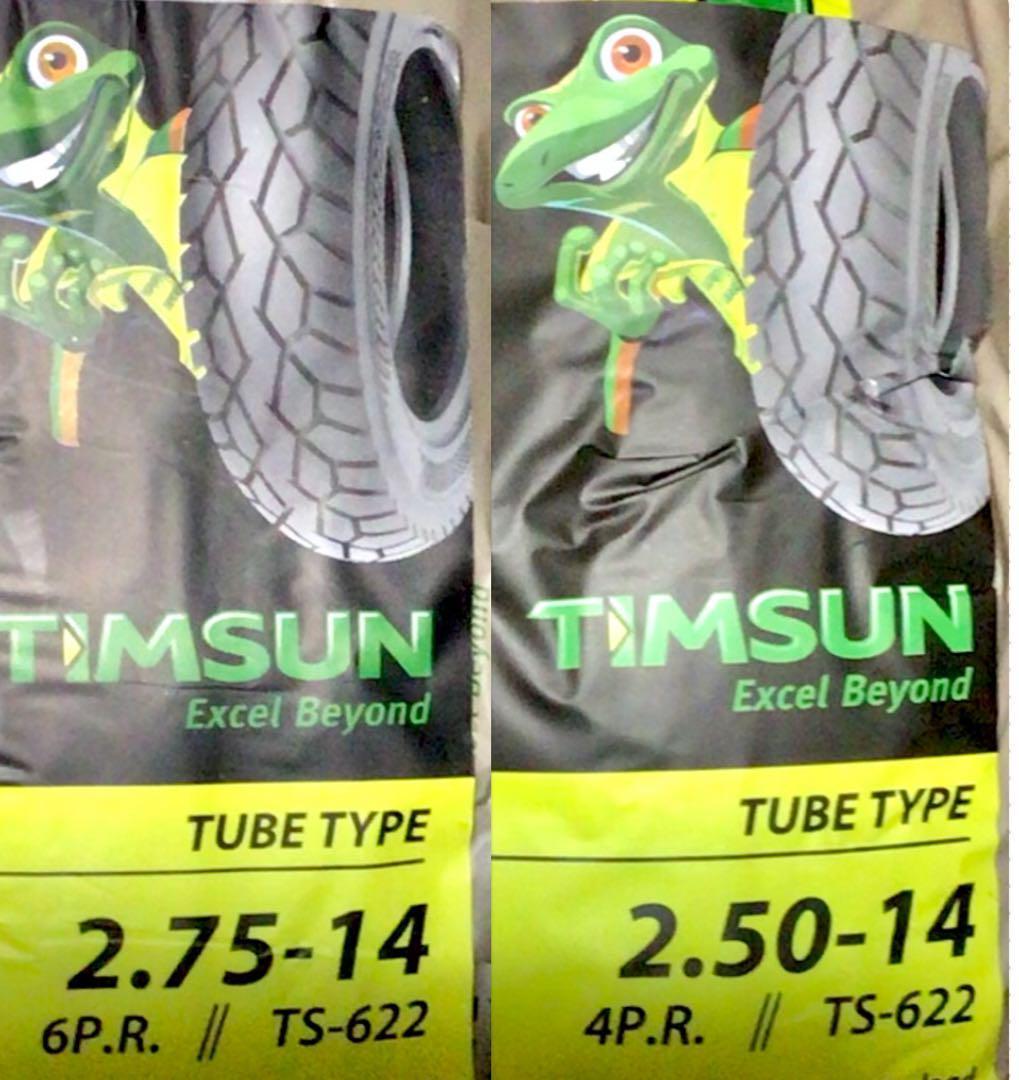 TIMSUN
Excel Beyond
TUBE TYPE
2.75-14
6P.R. // TS-622
Beyond
TIMSUN
Excel Beyond
TUBE TYPE
2.50-14
4P.R. // TS-622